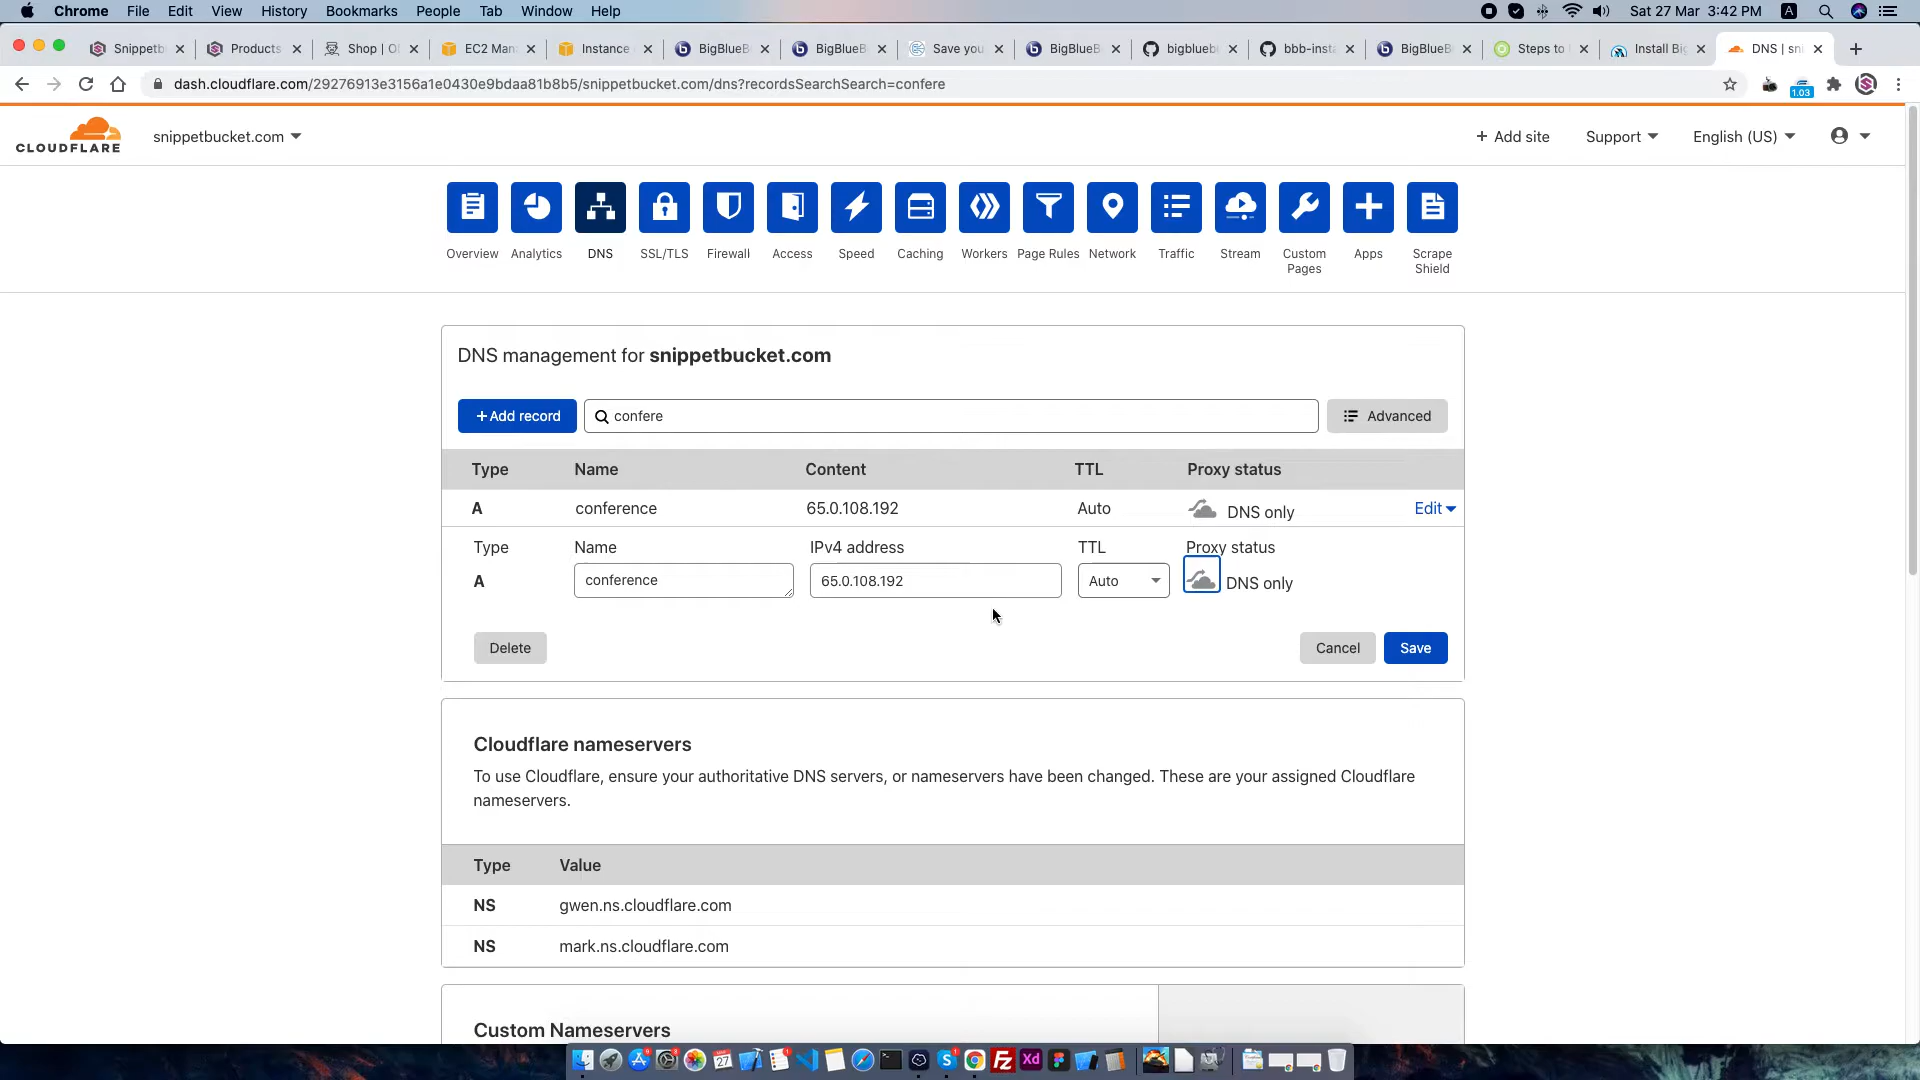 Chrome File Edit View History Bookmarks People Tab Window Help Sat 27 Mar 3:42 PM A
Snippetb Products Shop | O EC2 Man Instance BigBlueB BigBlueB Save you BigBlueB bigbluebu bbb-insta BigBlueB Steps to Install Big DNS | sni
dash.cloudflare.com/29276913e3156a1e0430e9bdaa81b8b5/snippetbucket.com/dns?recordsSearchSearch=confere 1.03
CLOUDFLARE snippetbucket.com + Add site Support English (US)
Overview Analytics DNS SSL/TLS Firewall Access Speed Caching Workers Page Rules Network Traffic Stream Custom Pages Apps Scrape Shield
DNS management for snippetbucket.com
+ Add record confere Advanced
Type Name Content TTL Proxy status
A conference 65.0.108.192 Auto DNS only Edit
Type Name IPv4 address TTL Proxy status
A conference 65.0.108.192 Auto DNS only
Delete Cancel Save
Cloudflare nameservers
To use Cloudflare, ensure your authoritative DNS servers, or nameservers have been changed. These are your assigned Cloudflare
nameservers.
Type Value
NS gwen.ns.cloudflare.com
NS mark.ns.cloudflare.com
Custom Nameservers
27 Xd